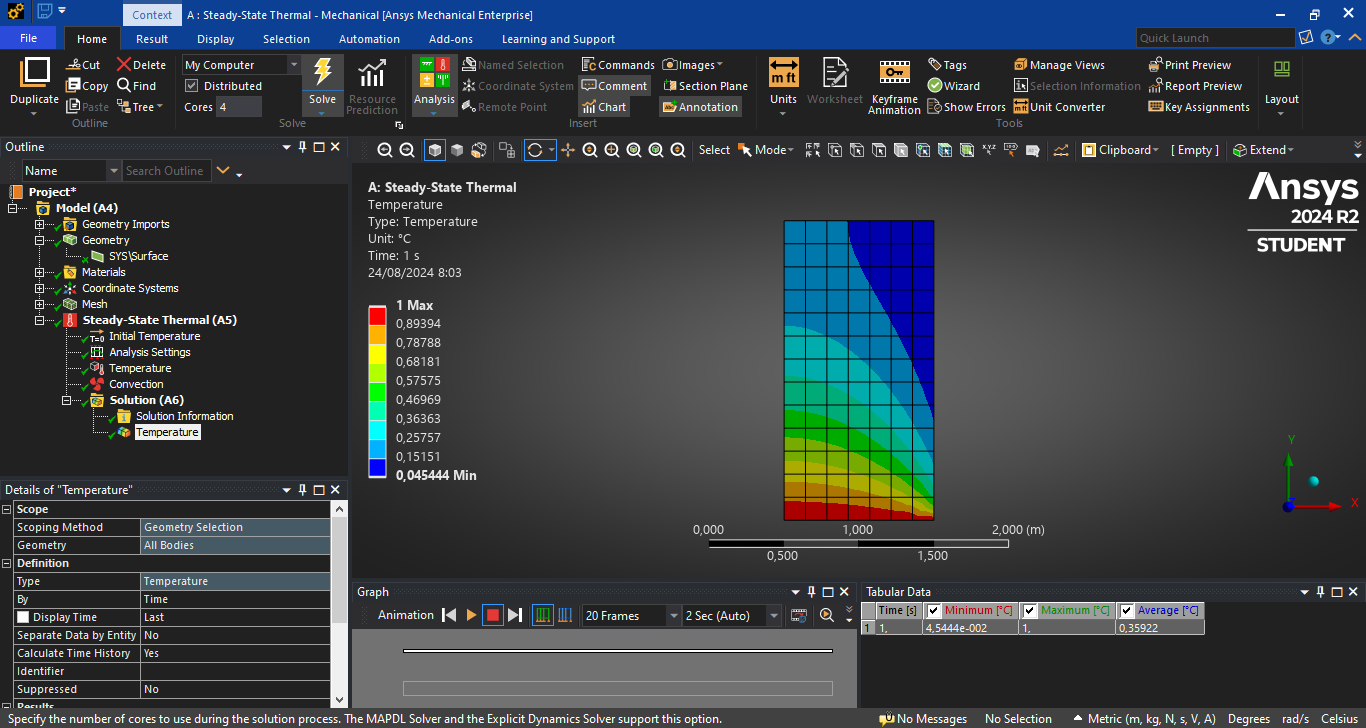 Context A : Steady-State Thermal - Mechanical [Ansys Mechanical Enterprise]
File Home Result Display Selection Automation Add-ons Learning and Support Quick Launch
Duplicate
Cut
Copy
Paste
Delete
Find
Tree
Outline
My Computer
Distributed
Cores 4
Solve
Resource
Prediction
Solve
Analysis
Named Selection
Coordinate System
Remote Point
Commands
Comment
Chart
Images
Section Plane
Annotation
Insert
Units
Worksheet
Keyframe
Animation
Tags
Wizard
Show Errors
Manage Views
Selection Information
Unit Converter
Print Preview
Report Preview
Key Assignments
Tools
Layout
Outline
Name Search Outline
Project*
Model (A4)
Geometry Imports
Geometry
SYS\Surface
Materials
Coordinate Systems
Mesh
Steady-State Thermal (A5)
T=0 Initial Temperature
Analysis Settings
Temperature
Convection
Solution (A6)
Solution Information
Temperature
Details of "Temperature"
Scope
Scoping Method Geometry Selection
Geometry All Bodies
Definition
Type Temperature
By Time
Display Time Last
Separate Data by Entity No
Calculate Time History Yes
Identifier
Suppressed No
Results
Select Mode Clipboard [ Empty ] Extend
A: Steady-State Thermal
Temperature
Type: Temperature
Unit: °C
Time: 1 s
24/08/2024 8:03
1 Max
0,89394
0,78788
0,68181
0,57575
0,46969
0,36363
0,25757
0,15151
0,045444 Min
Ansys
2024 R2
STUDENT
0,000 1,000 2,000 (m)
0,500 1,500
Y
X
Graph
Animation 20 Frames 2 Sec (Auto)
Tabular Data
Time [s] Minimum [°C] Maximum [°C] Average [°C]
1 1, 4,5444e-002 1, 0,35922
Specify the number of cores to use during the solution process. The MAPDL Solver and the Explicit Dynamics Solver support this option. No Messages No Selection Metric (m, kg, N, s, V, A) Degrees rad/s Celsius